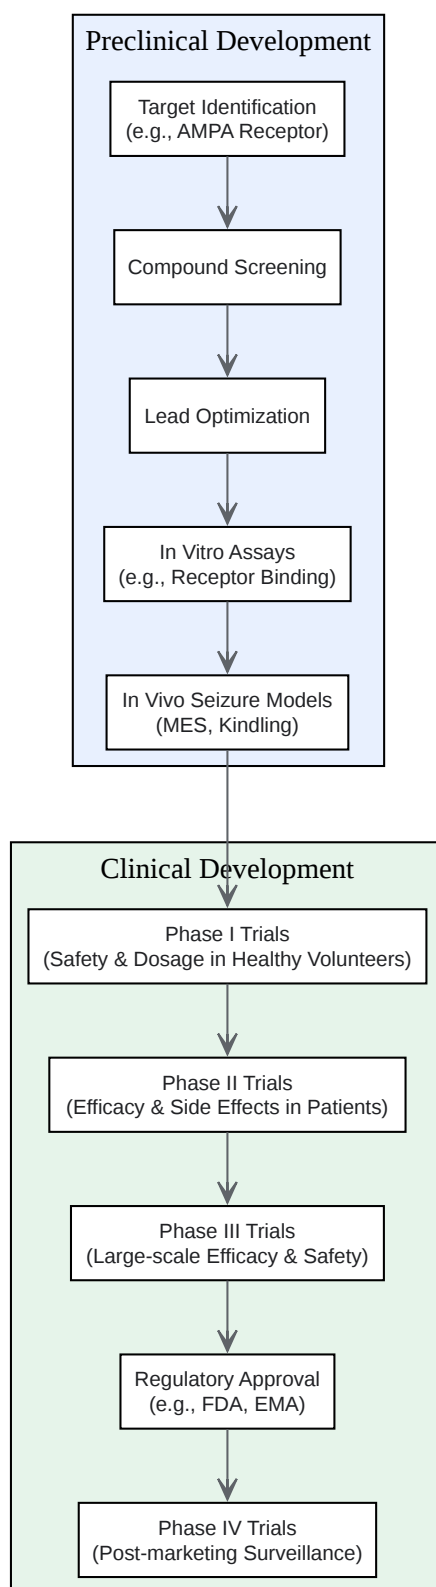 Preclinical Development
Target Identification
(e.g., AMPA Receptor)
Compound Screening
Lead Optimization
In Vitro Assays
(e.g., Receptor Binding)
In Vivo Seizure Models
(MES, Kindling)
Clinical Development
Phase I Trials
(Safety & Dosage in Healthy Volunteers)
Phase II Trials
(Efficacy & Side Effects in Patients)
Phase III Trials
(Large-scale Efficacy & Safety)
Regulatory Approval
(e.g., FDA, EMA)
Phase IV Trials
(Post-marketing Surveillance)